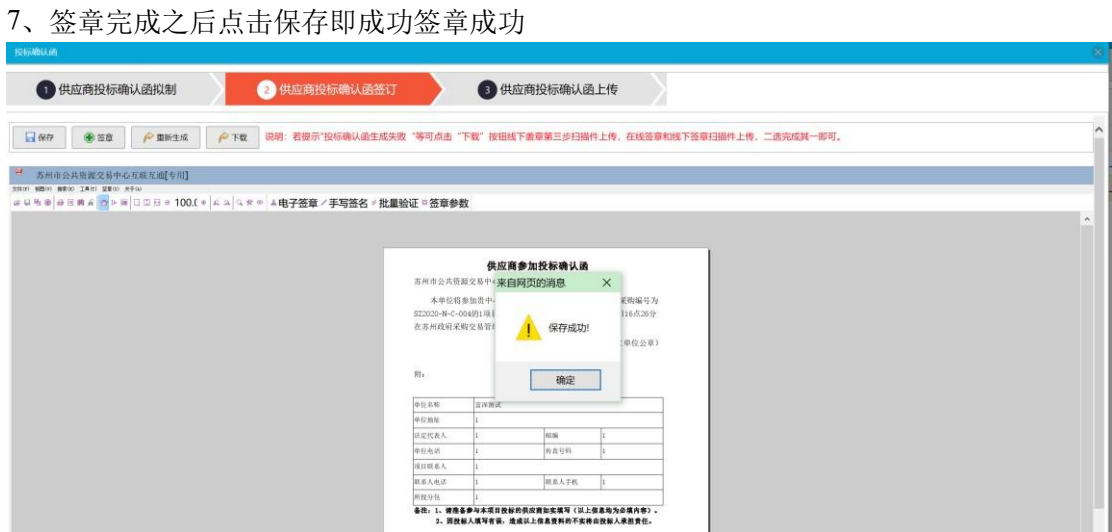 7、签章完成之后点击保存即成功签章成功
投标确认函
1 供应商投标确认函拟制 2 供应商投标确认函签订 3 供应商投标确认函上传
保存 签章 重新生成 下载 说明：若提示"投标确认函生成失败 "等可点击 "下载" 按钮线下盖章第三步扫描件上传，在线签章和线下签章扫描件上传，二选完成其一即可。
苏州市公共资源交易中心互联互通[专用]
100.( 电子签章 手写签名 批量验证 签章参数
供应商参加投标确认函
苏州市公共资源交易中
来自网页的消息
本单位将参加贵中
采购编号为
SZ2020-N-C-004的1项
16点26分
在苏州政府采购交易管
保存成功!
单位公章）
附：
确定
单位名称
单位地址 1
法定代表人 1 邮编 1
单位电话 1 传真号码 1
项目联系人 1
联系人电话 1 联系人手机 1
所投分包 1
备注：1、请准备参与本项目投标的供应商如实填写（以上信息均为必填内容）。
2、因投标人填写有误，造成以上信息资料的不实将由投标人承担责任。